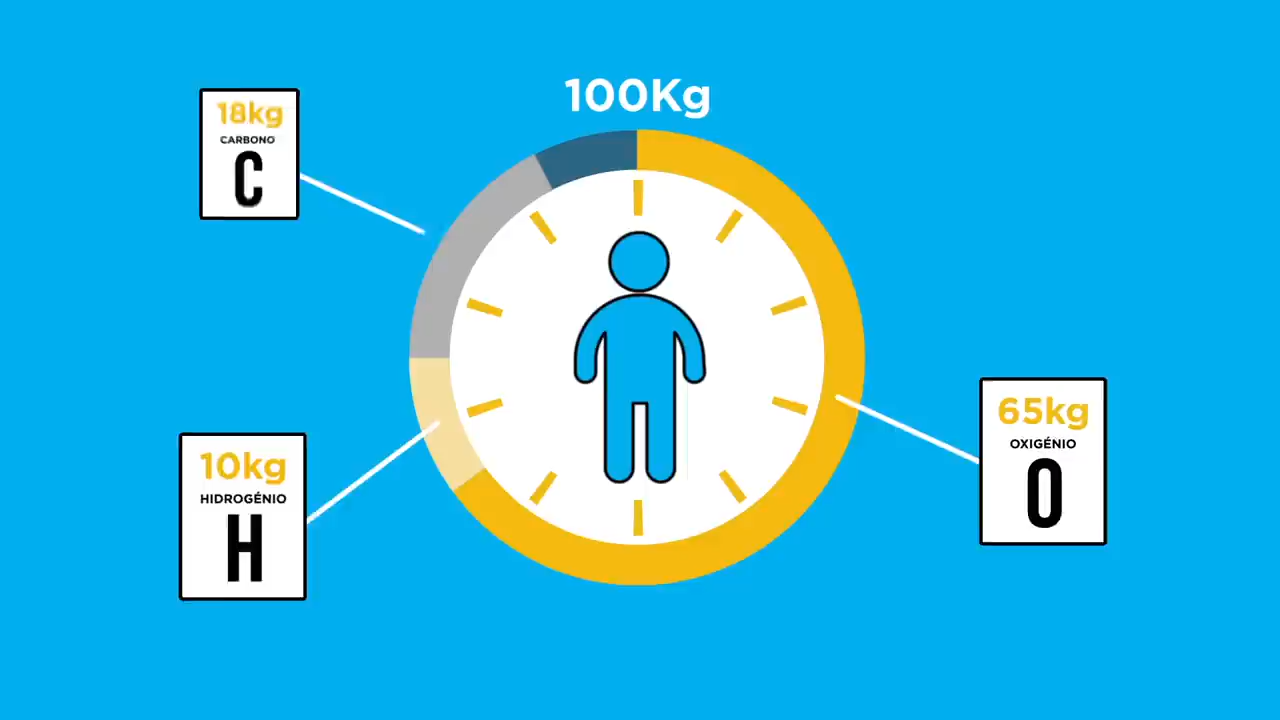 100Kg
18kg
CARBONO
C
65kg
OXIGÉNIO
O
10kg
HIDROGÉNIO
H